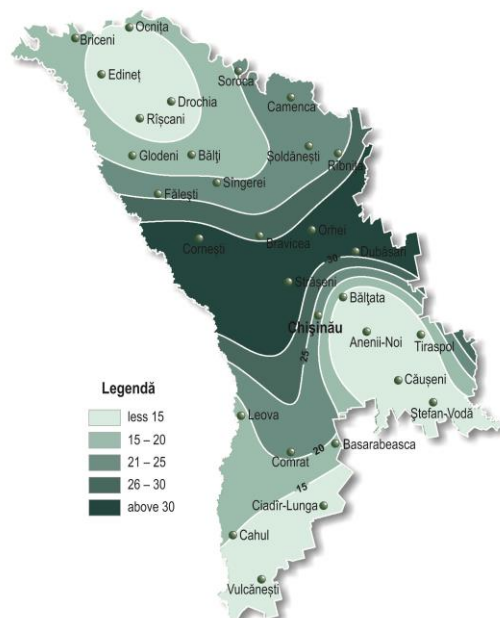 Ocnița
Briceni
Edineț
Soroca
Drochia
Camenca
Rîșcani
Șoldănești
Glodeni
Bălți
Rîbnița
Sîngerei
Fălești
Bravicea
Orhei
Cornești
Dubăsari
30
Strășeni
Bălțata
Chișinău
Anenii-Noi
Tiraspol
25
Căușeni
Ștefan-Vodă
Legendă
less 15
15 – 20
21 – 25
26 – 30
above 30
Leova
20
Basarabeasca
Comrat
15
Ciadîr-Lunga
Cahul
Vulcănești